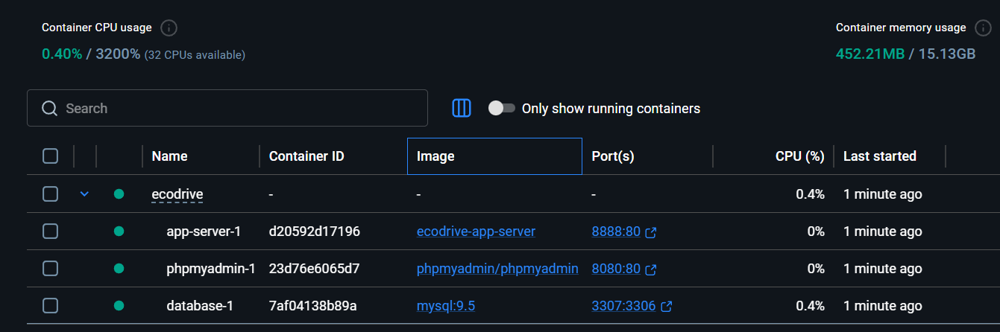 Container CPU usage Container memory usage
0.40% / 3200% (32 CPUs available) 452.21MB / 15.13GB
Search Only show running containers
Name Container ID Image Port(s) CPU (%) Last started
ecodrive - - - 0.4% 1 minute ago
app-server-1 d20592d17196 ecodrive-app-server 8888:80 0% 1 minute ago
phpmyadmin-1 23d76e6065d7 phpmyadmin/phpmyadmin 8080:80 0% 1 minute ago
database-1 7af04138b89a mysql:9.5 3307:3306 0.4% 1 minute ago